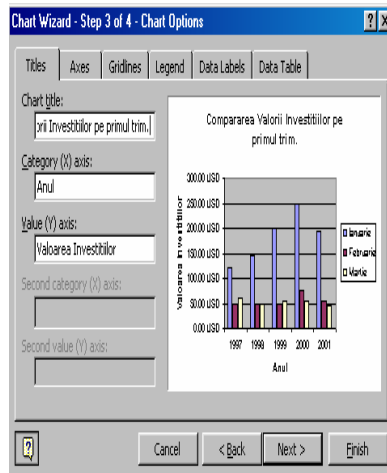 Chart Wizard - Step 3 of 4 - Chart Options
Titles Axes Gridlines Legend Data Labels Data Table
Chart title:
orii Investitiilor pe primul trim.
Category (X) axis:
Anul
Value (Y) axis:
Valoarea Investitiilor
Second category (X) axis:
Second value (Y) axis:
Compararea Valorii Investitiilor pe
primul trim.
Valoarea Investitiilor
300.00 USD
250.00 USD
200.00 USD
150.00 USD
100.00 USD
50.00 USD
0.00 USD
1997 1998 1999 2000 2001
Anul
Ianuarie
Februarie
Martie
Cancel < Back Next > Finish